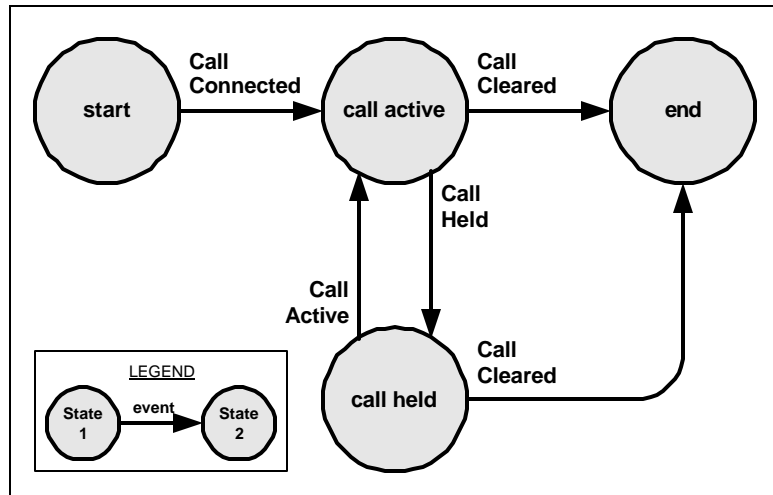 Call
Connected
Call
Cleared
start
call active
end
Call
Held
Call
Active
Call
Cleared
call held
LEGEND
State
1
event
State
2